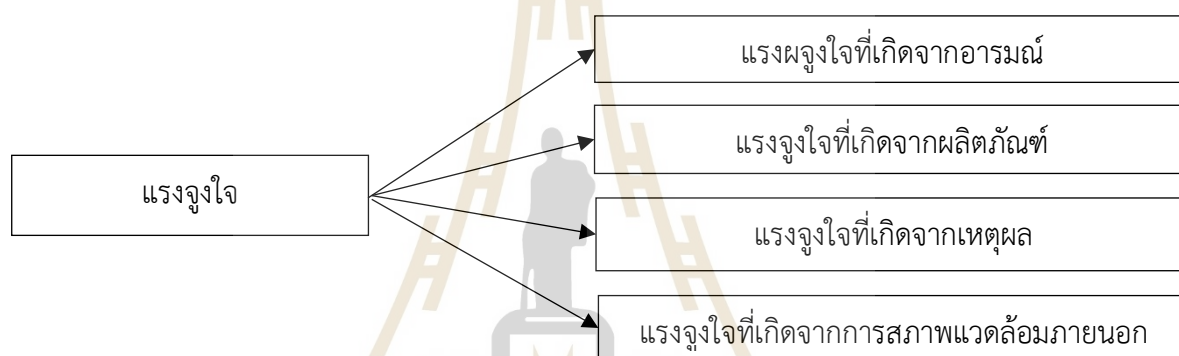 แรงผจูงใจที่เกิดจากอารมณ์
แรงจูงใจที่เกิดจากผลิตภัณฑ์
แรงจูงใจ
แรงจูงใจที่เกิดจากเหตุผล
แรงจูงใจที่เกิดจากการสภาพแวดล้อมภายนอก